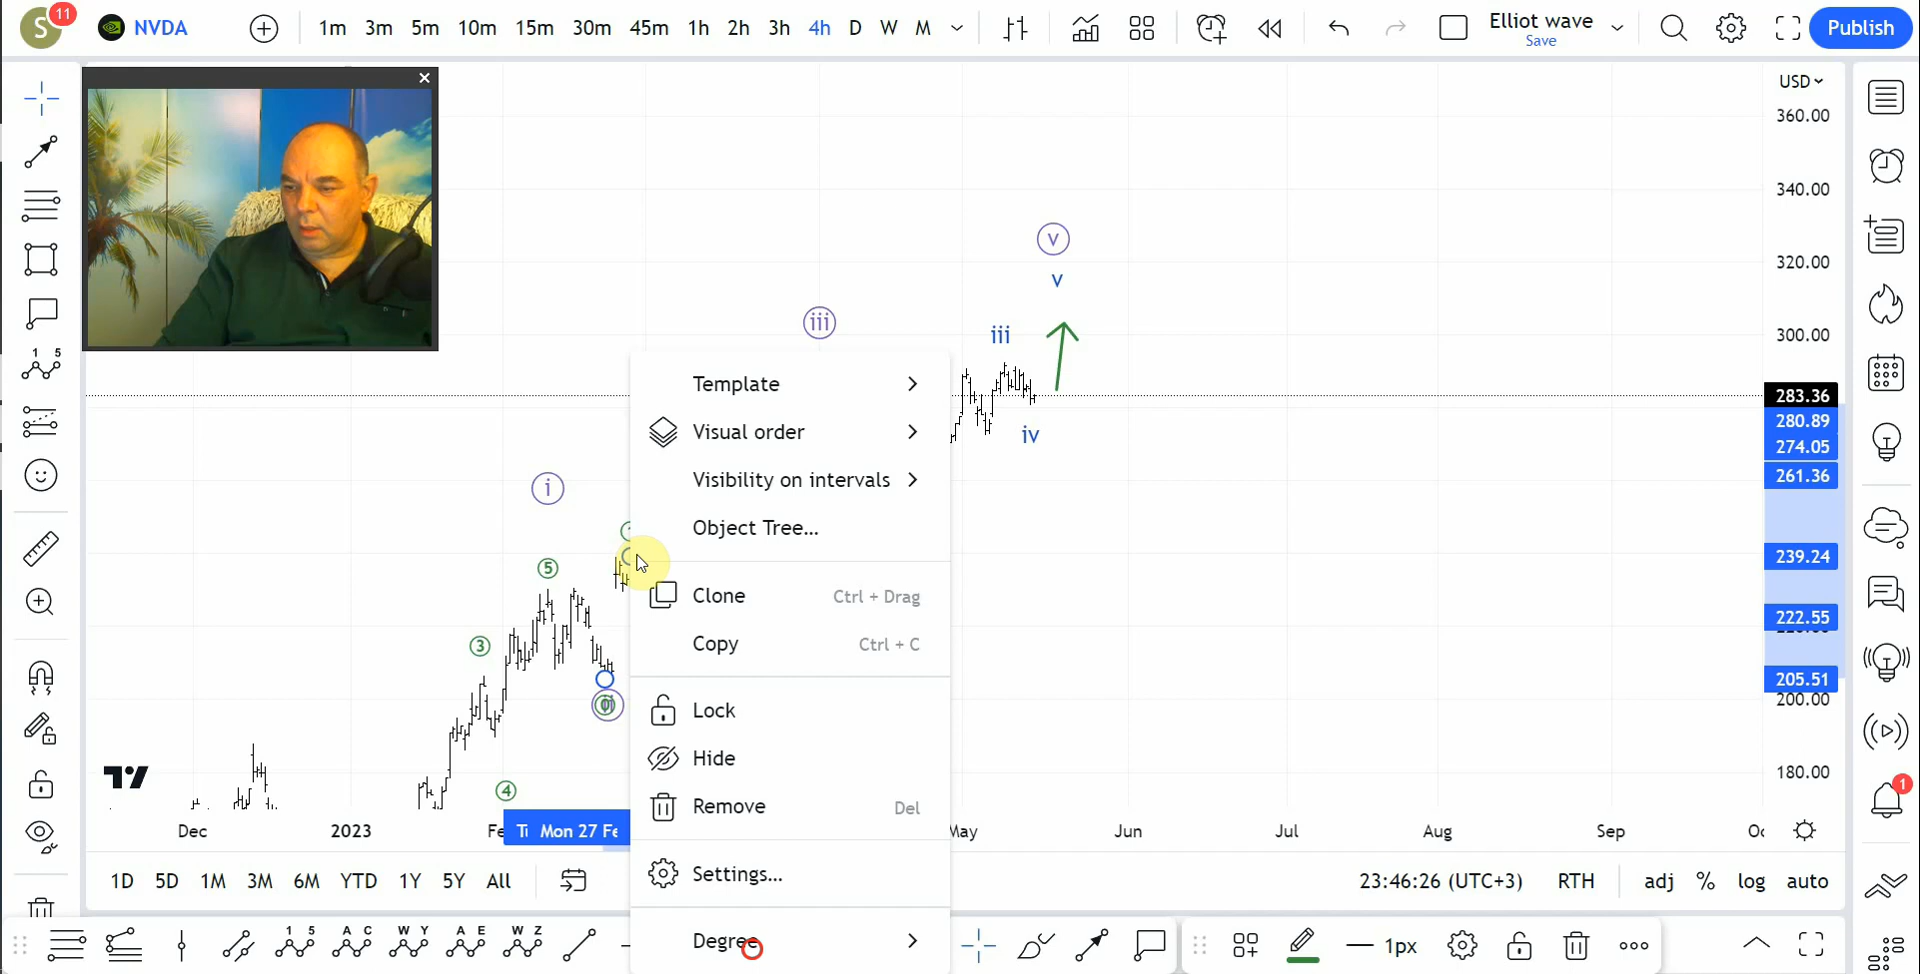 S 11 NVDA 1m 3m 5m 10m 15m 30m 45m 1h 2h 3h 4h D W M Elliot wave Publish
Save
USD
360.00
340.00
v
320.00
v
iii
iii
300.00
Template
283.36
Visual order
280.89
iv
274.05
Visibility on intervals
261.36
i
Object Tree...
239.24
5
Clone Ctrl + Drag
222.55
3
Copy Ctrl + C
205.51
200.00
Lock
Hide
180.00
1
4
Remove Del
Dec 2023 Fe Mon 27 Fe May Jun Jul Aug Sep
Settings...
1D 5D 1M 3M 6M YTD 1Y 5Y All 23:46:26 (UTC+3) RTH adj % log auto
Degree
1 5 A C W Y A E W Z 1px